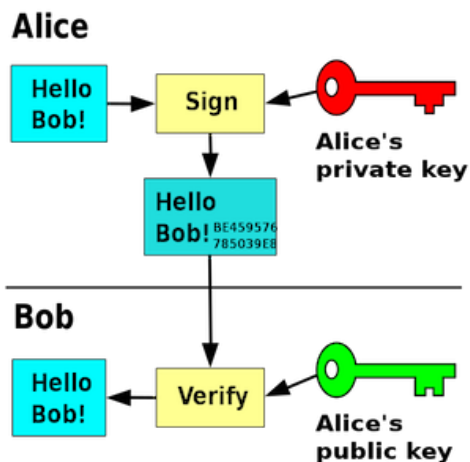 Alice
Hello
Bob!
Sign
Alice's
private key
Hello
Bob! BE459576
785039E8
Bob
Hello
Bob!
Verify
Alice's
public key